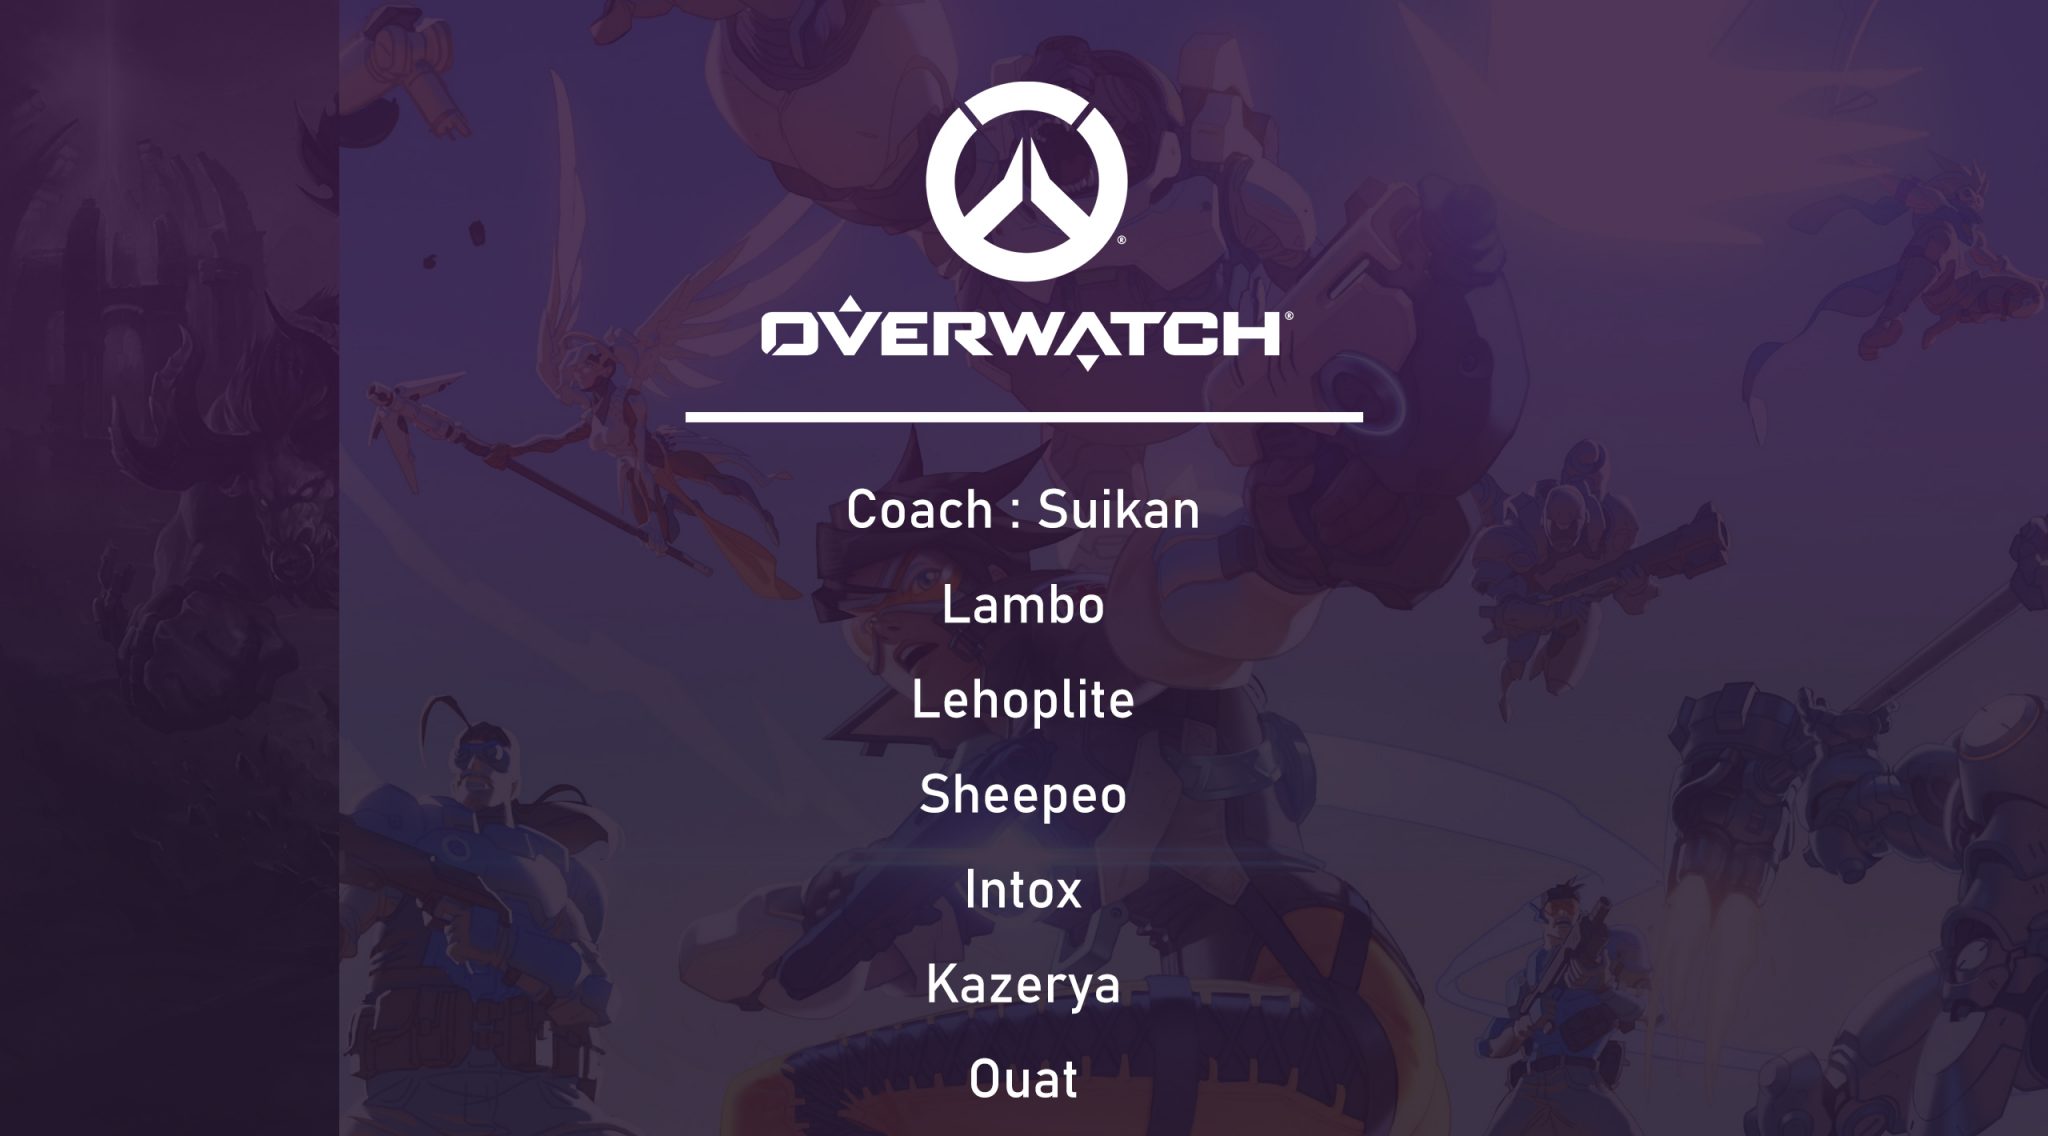 OVERWATCH®
Coach : Suikan
Lambo
Lehoplite
Sheepeo
Intox
Kazerya
Ouat